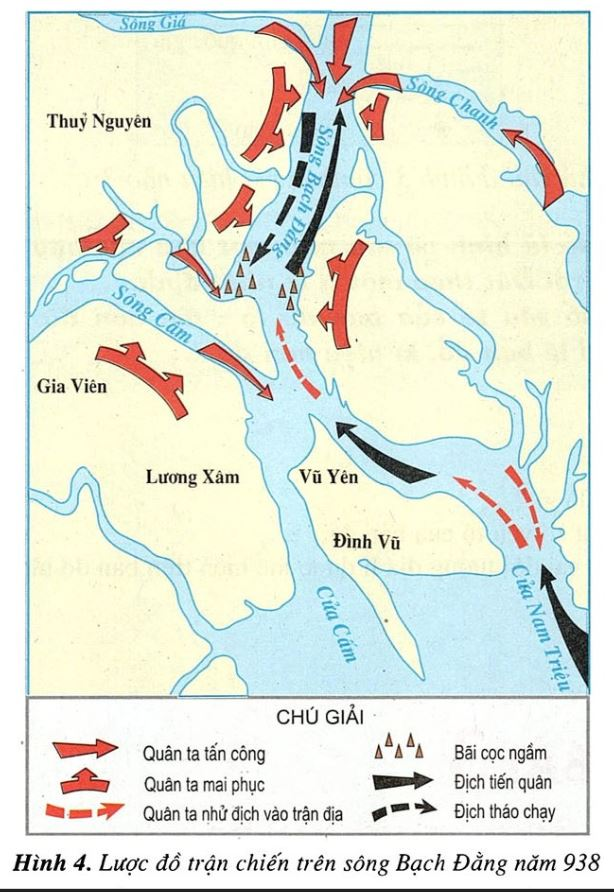 Sông Giá
Sông Chanh
Thuỷ Nguyên
Sông Bạch Đằng
Sông Cấm
Gia Viên
Lương Xâm
Vũ Yên
Đình Vũ
Cửa Cấm
Cửa Nam Triệu
CHÚ GIẢI
Quân ta tấn công
Bãi cọc ngầm
Quân ta mai phục
Địch tiến quân
Quân ta nhử địch vào trận địa
Địch tháo chạy
Hình 4. Lược đồ trận chiến trên sông Bạch Đằng năm 938